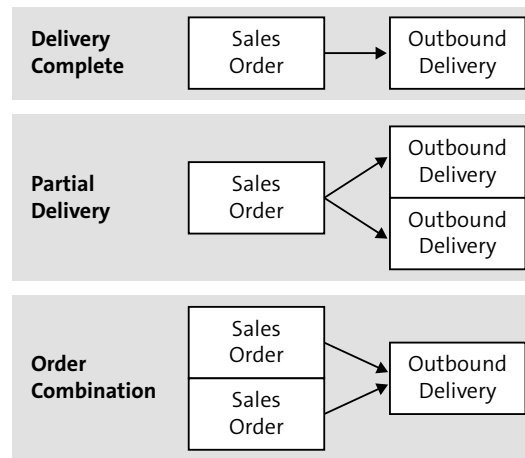 Delivery
Complete
Sales
Order
Outbound
Delivery
Partial
Delivery
Sales
Order
Outbound
Delivery
Outbound
Delivery
Order
Combination
Sales
Order
Sales
Order
Outbound
Delivery